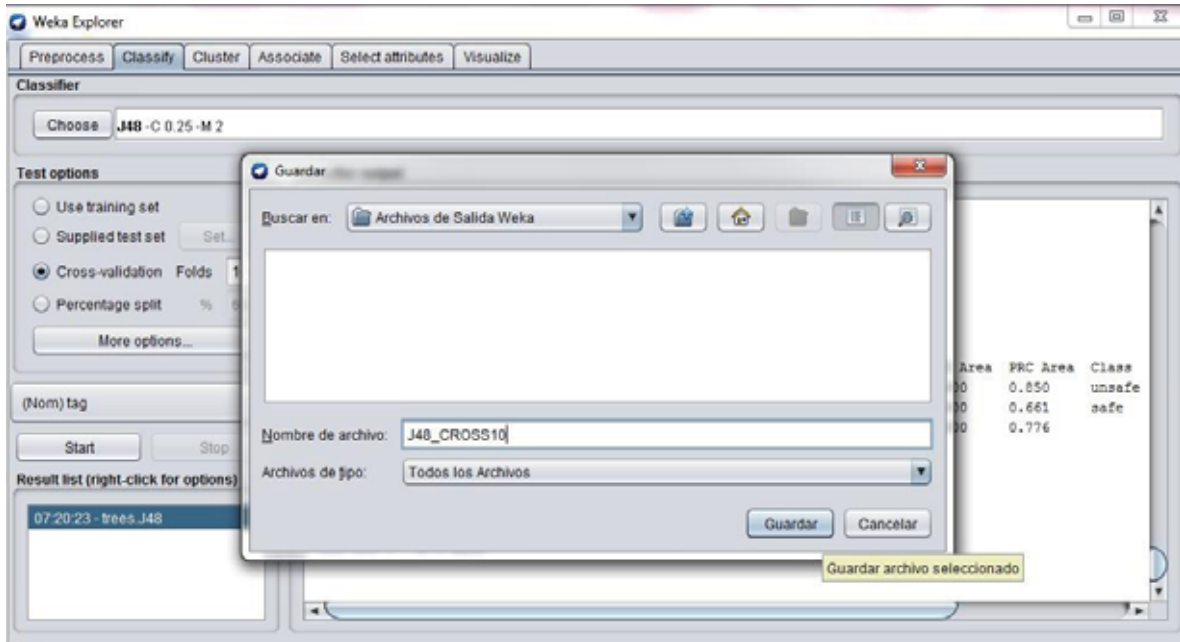 Weka Explorer
Preprocess Classify Cluster Associate Select attributes Visualize
Classifier
Choose J48 -C 0.25 -M 2
Test options
Use training set
Supplied test set Set...
Cross-validation Folds 1
Percentage split %
More options...
(Nom) tag
Start Stop
Result list (right-click for options)
07:20:23 - trees.J48
Guardar
Buscar en: Archivos de Salida Weka
Nombre de archivo: J48_CROSS10
Archivos de tipo: Todos los Archivos
Guardar Cancelar
Guardar archivo seleccionado
Area PRC Area Class
00 0.850 unsafe
00 0.661 safe
00 0.776